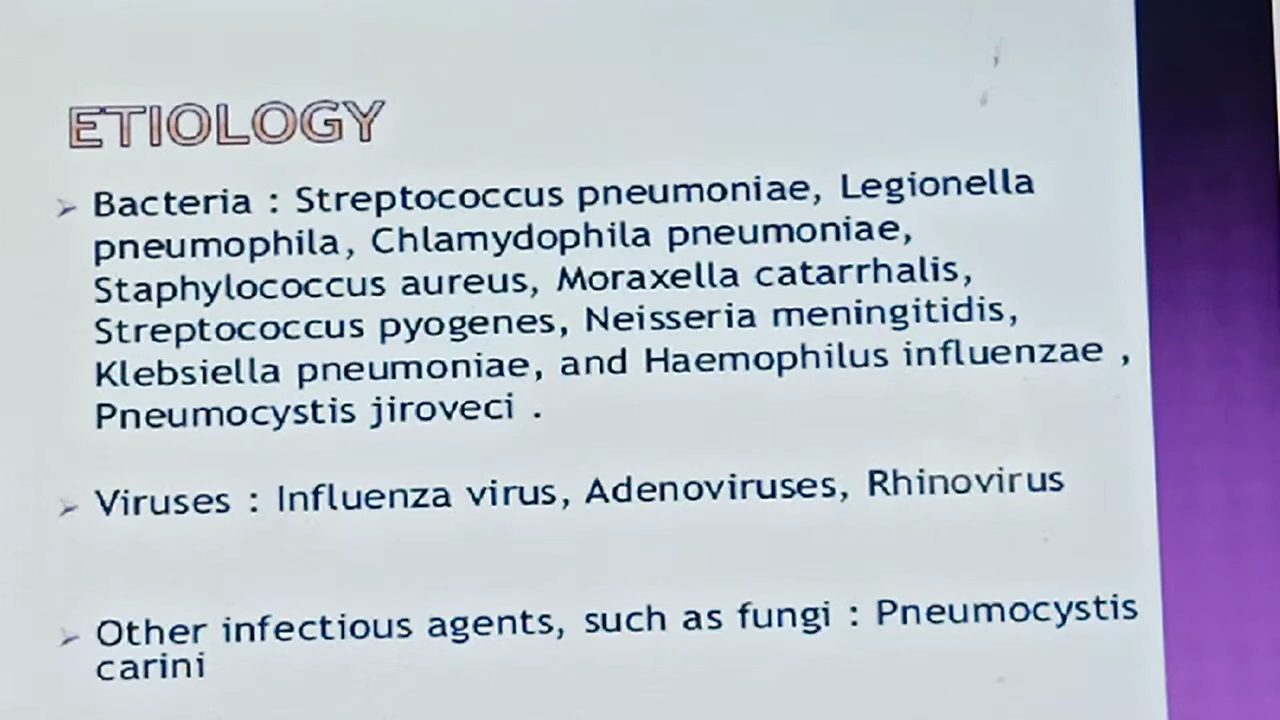 ETIOLOGY
Bacteria : Streptococcus pneumoniae, Legionella
pneumophila, Chlamydophila pneumoniae,
Staphylococcus aureus, Moraxella catarrhalis,
Streptococcus pyogenes, Neisseria meningitidis,
Klebsiella pneumoniae, and Haemophilus influenzae ,
Pneumocystis jiroveci .
Viruses : Influenza virus, Adenoviruses, Rhinovirus
Other infectious agents, such as fungi : Pneumocystis
carini